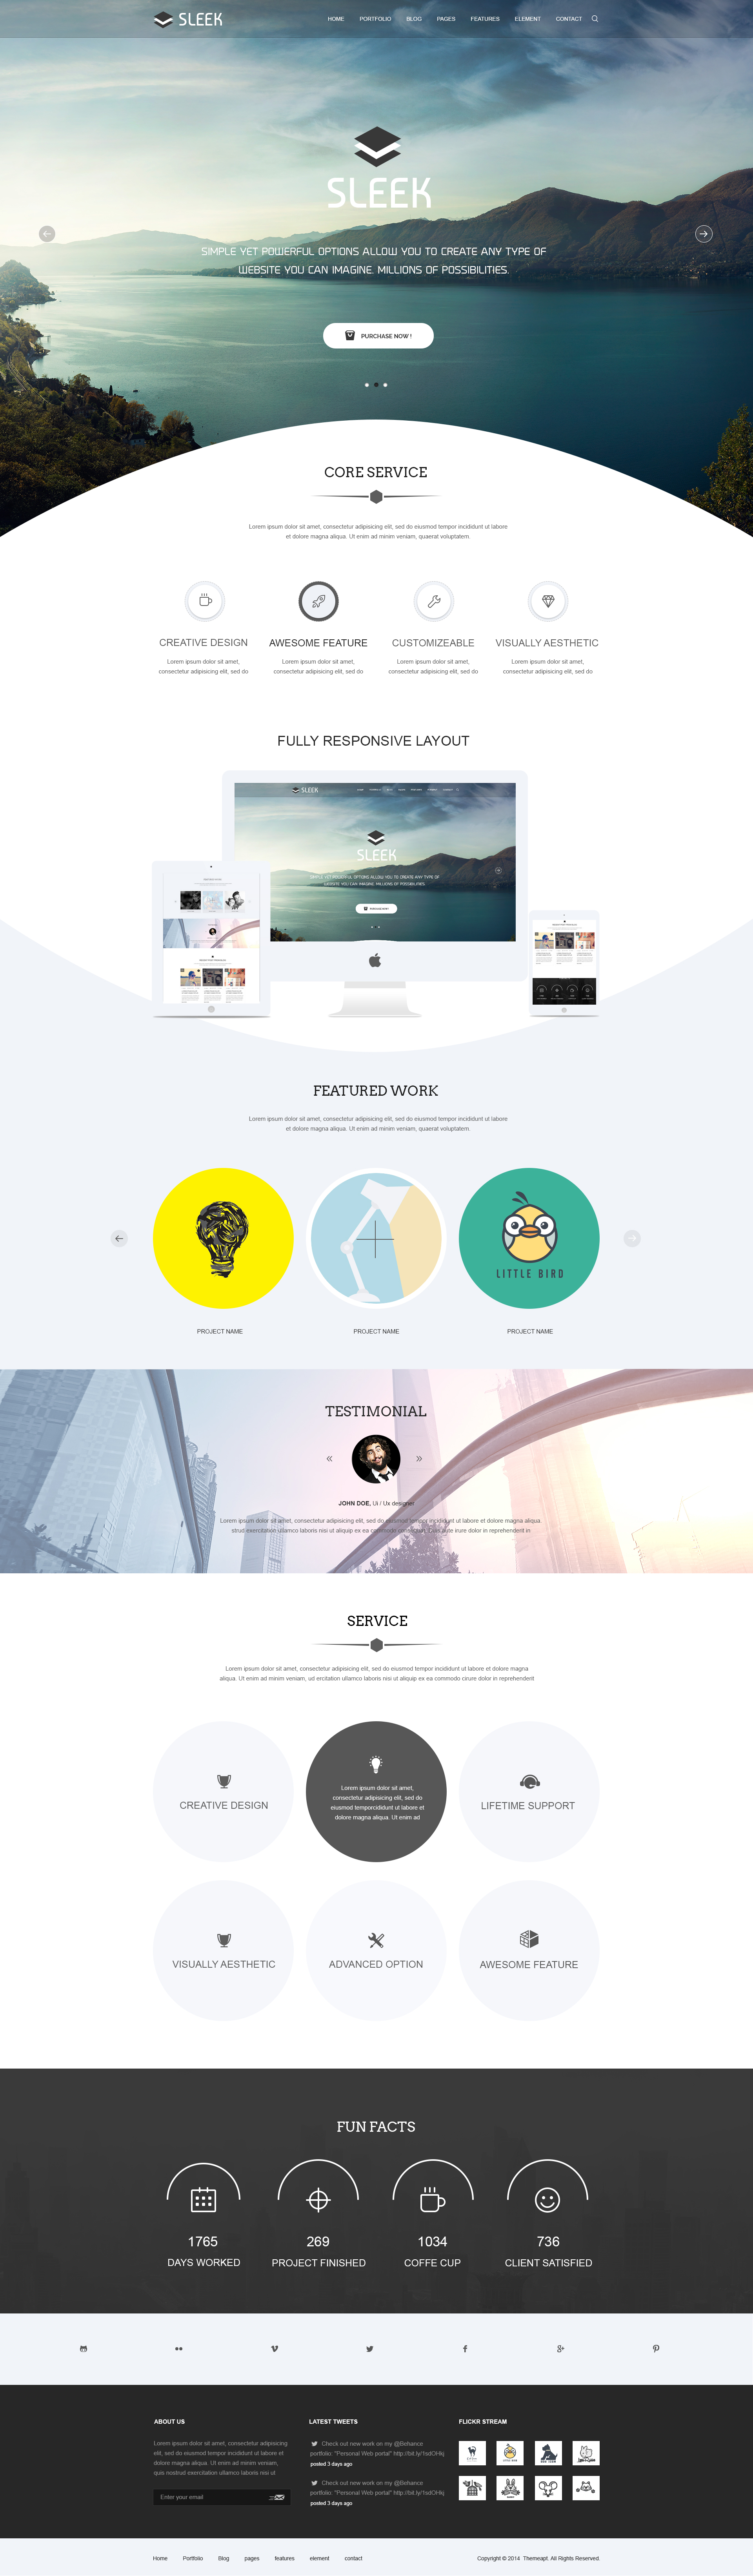 SLEEK
HOME PORTFOLIO BLOG PAGES FEATURES ELEMENT CONTACT
SLEEK
SIMPLE YET POWERFUL OPTIONS ALLOW YOU TO CREATE ANY TYPE OF
WEBSITE YOU CAN IMAGINE. MILLIONS OF POSSIBILITIES.
PURCHASE NOW !
CORE SERVICE
Lorem ipsum dolor sit amet, consectetur adipisicing elit, sed do eiusmod tempor incididunt ut labore
et dolore magna aliqua. Ut enim ad minim veniam, quaerat voluptatem.
CREATIVE DESIGN
Lorem ipsum dolor sit amet,
consectetur adipisicing elit, sed do
AWESOME FEATURE
Lorem ipsum dolor sit amet,
consectetur adipisicing elit, sed do
CUSTOMIZEABLE
Lorem ipsum dolor sit amet,
consectetur adipisicing elit, sed do
VISUALLY AESTHETIC
Lorem ipsum dolor sit amet,
consectetur adipisicing elit, sed do
FULLY RESPONSIVE LAYOUT
SLEEK
SLEEK
SIMPLE YET POWERFUL OPTIONS ALLOW YOU TO CREATE ANY TYPE OF
WEBSITE YOU CAN IMAGINE. MILLIONS OF POSSIBILITIES.
PURCHASE NOW !
FEATURED WORK
Lorem ipsum dolor sit amet, consectetur adipisicing elit, sed do eiusmod tempor incididunt ut labore
et dolore magna aliqua. Ut enim ad minim veniam, quaerat voluptatem.
LITTLE BIRD
PROJECT NAME
PROJECT NAME
PROJECT NAME
TESTIMONIAL
JOHN DOE, Ui / Ux designer
Lorem ipsum dolor sit amet, consectetur adipisicing elit, sed do eiusmod tempor incididunt ut labore et dolore magna aliqua.
strud exercitation ullamco laboris nisi ut aliquip ex ea commodo consequat. Duis aute irure dolor in reprehenderit in
SERVICE
Lorem ipsum dolor sit amet, consectetur adipisicing elit, sed do eiusmod tempor incididunt ut labore et dolore magna
aliqua. Ut enim ad minim veniam, ud ercitation ullamco laboris nisi ut aliquip ex ea commodo cirure dolor in reprehenderit
CREATIVE DESIGN
Lorem ipsum dolor sit amet,
consectetur adipisicing elit, sed do
eiusmod temporcididunt ut labore et
dolore magna aliqua. Ut enim ad
LIFETIME SUPPORT
VISUALLY AESTHETIC
ADVANCED OPTION
AWESOME FEATURE
FUN FACTS
1765
DAYS WORKED
269
PROJECT FINISHED
1034
COFFE CUP
736
CLIENT SATISFIED
ABOUT US
Lorem ipsum dolor sit amet, consectetur adipisicing
elit, sed do eiusmod tempor incididunt ut labore et
dolore magna aliqua. Ut enim ad minim veniam,
quis nostrud exercitation ullamco laboris nisi ut
Enter your email
LATEST TWEETS
Check out new work on my @Behance
portfolio: "Personal Web portal" http://bit.ly/1sdOHkj
posted 3 days ago
Check out new work on my @Behance
portfolio: "Personal Web portal" http://bit.ly/1sdOHkj
posted 3 days ago
FLICKR STREAM
Home Portfolio Blog pages features element contact
Copyright © 2014 Themeapt. All Rights Reserved.